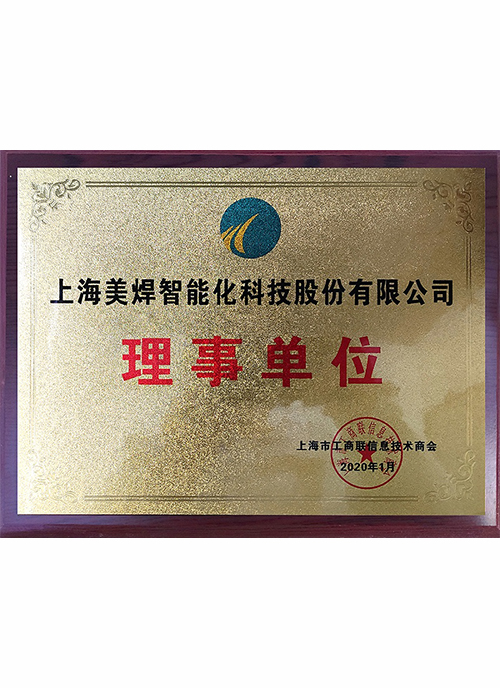 上海美焊智能化科技股份有限公司
理事单位
上海市工商联信息技术商会
2020年1月